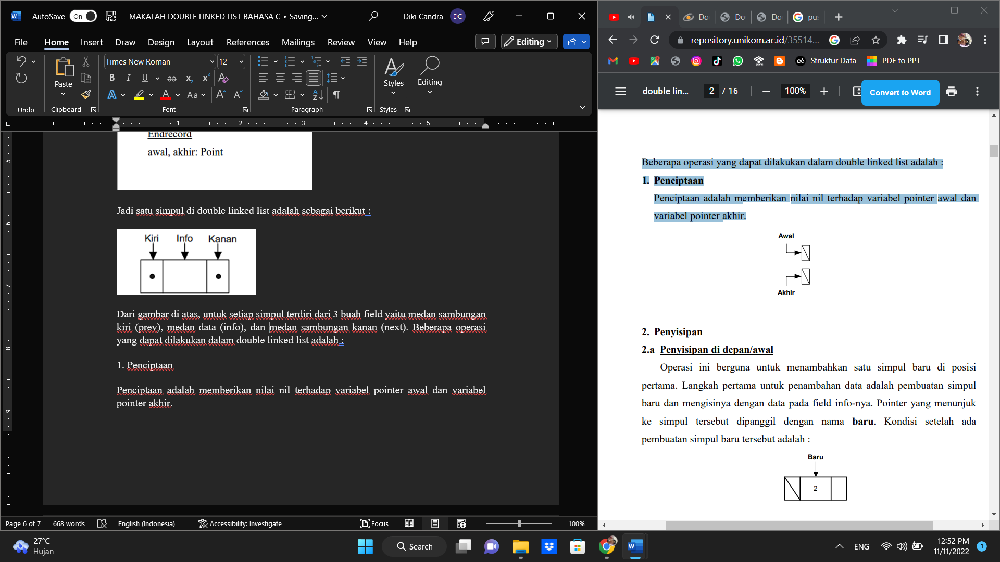 AutoSave On MAKALAH DOUBLE LINKED LIST BAHASA C • Saving... Diki Candra DC
File Home Insert Draw Design Layout References Mailings Review View Help Editing
Times New Roman 12
Paste Styles Editing
Undo Clipboard Font Paragraph Styles
1 2 3 4 5
Endrecord
awal, akhir: Point
Jadi satu simpul di double linked list adalah sebagai berikut :
Kiri Info Kanan
Dari gambar di atas, untuk setiap simpul terdiri dari 3 buah field yaitu medan sambungan
kiri (prev), medan data (info), dan medan sambungan kanan (next). Beberapa operasi
yang dapat dilakukan dalam double linked list adalah :
1. Penciptaan
Penciptaan adalah memberikan nilai nil terhadap variabel pointer awal dan variabel
pointer akhir.
5
6
7
8
9
Page 6 of 7 668 words English (Indonesia) Accessibility: Investigate Focus 100%
Do Do Do pus
repository.unikom.ac.id/35514...
Struktur Data PDF to PPT
double lin... 2 / 16 100% Convert to Word
Beberapa operasi yang dapat dilakukan dalam double linked list adalah :
1. Penciptaan
Penciptaan adalah memberikan nilai nil terhadap variabel pointer awal dan
variabel pointer akhir.
Awal
Akhir
2. Penyisipan
2.a Penyisipan di depan/awal
Operasi ini berguna untuk menambahkan satu simpul baru di posisi
pertama. Langkah pertama untuk penambahan data adalah pembuatan simpul
baru dan mengisinya dengan data pada field info-nya. Pointer yang menunjuk
ke simpul tersebut dipanggil dengan nama baru. Kondisi setelah ada
pembuatan simpul baru tersebut adalah :
Baru
2
27°C
Hujan
Search
ENG
12:52 PM
11/11/2022
1